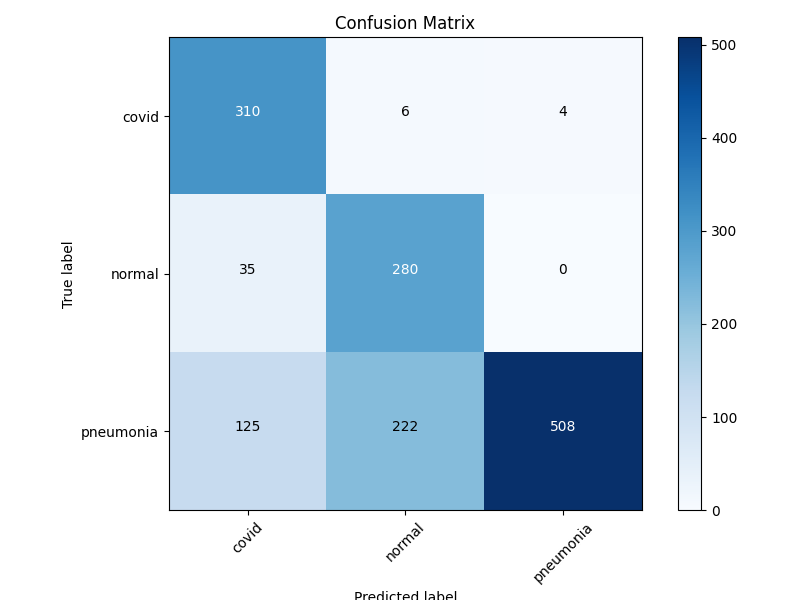 Confusion Matrix
covid
310
6
4
normal
35
280
0
pneumonia
125
222
508
True label
covid
normal
pneumonia
Predicted label
500
400
300
200
100
0